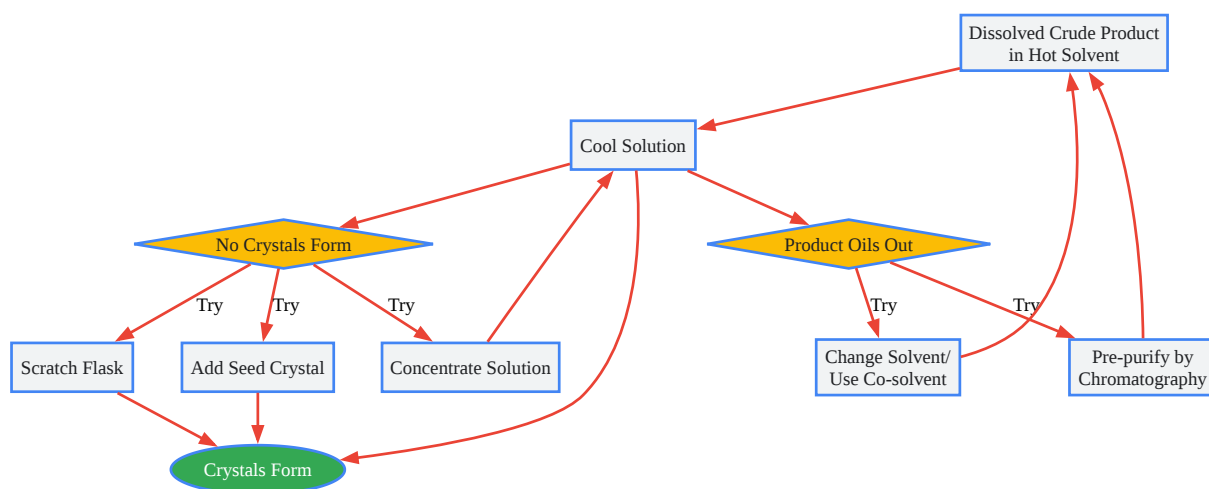 Dissolved Crude Product
in Hot Solvent
Cool Solution
No Crystals Form
Product Oils Out
Try
Try
Try
Try
Try
Scratch Flask
Add Seed Crystal
Concentrate Solution
Change Solvent/
Use Co-solvent
Pre-purify by
Chromatography
Crystals Form